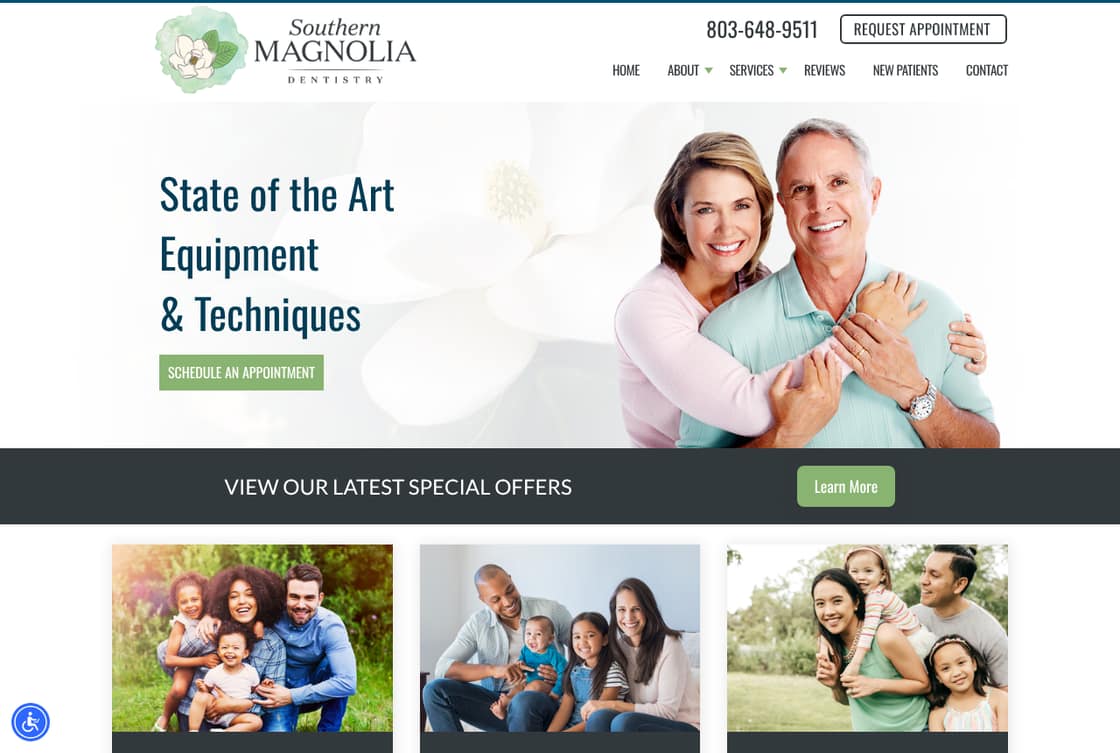 Southern
MAGNOLIA
DENTISTRY
803-648-9511
REQUEST APPOINTMENT
HOME ABOUT SERVICES REVIEWS NEW PATIENTS CONTACT
State of the Art
Equipment
& Techniques
SCHEDULE AN APPOINTMENT
VIEW OUR LATEST SPECIAL OFFERS
Learn More